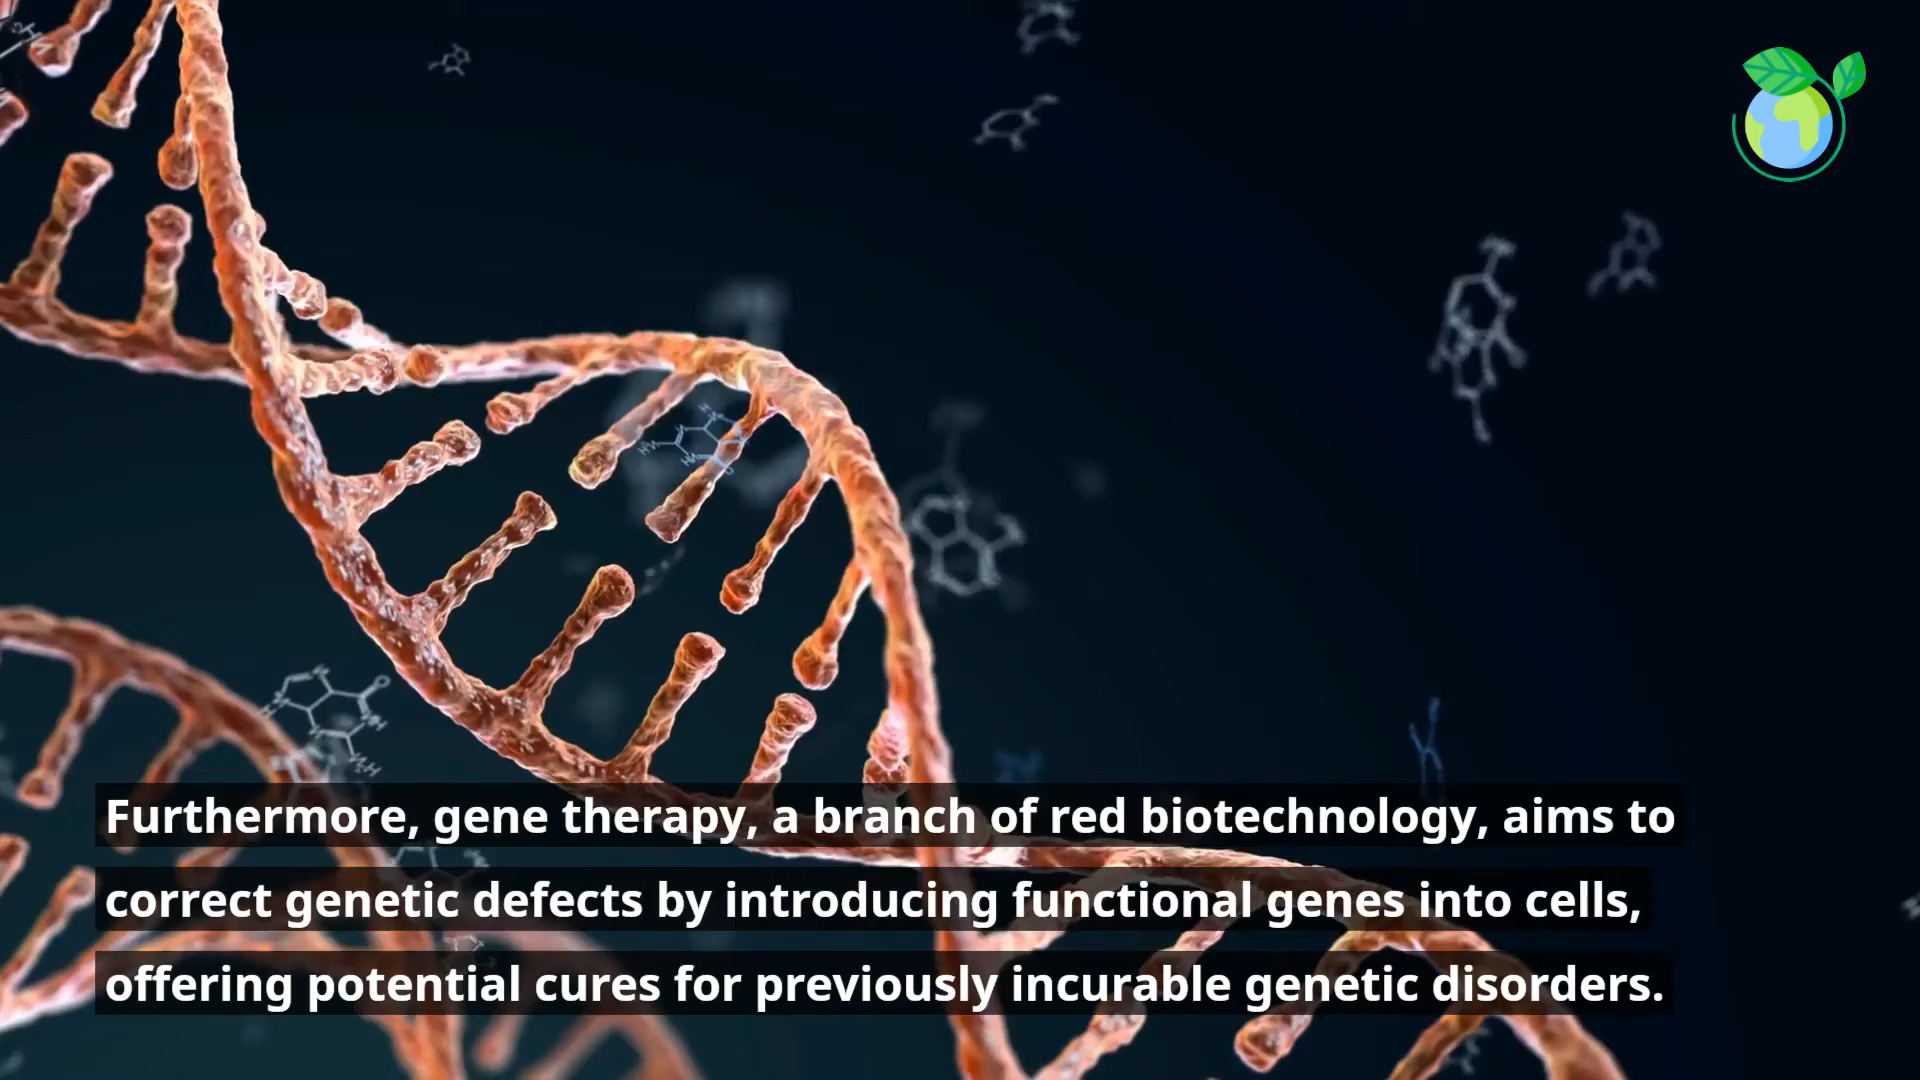 Furthermore, gene therapy, a branch of red biotechnology, aims to
correct genetic defects by introducing functional genes into cells,
offering potential cures for previously incurable genetic disorders.